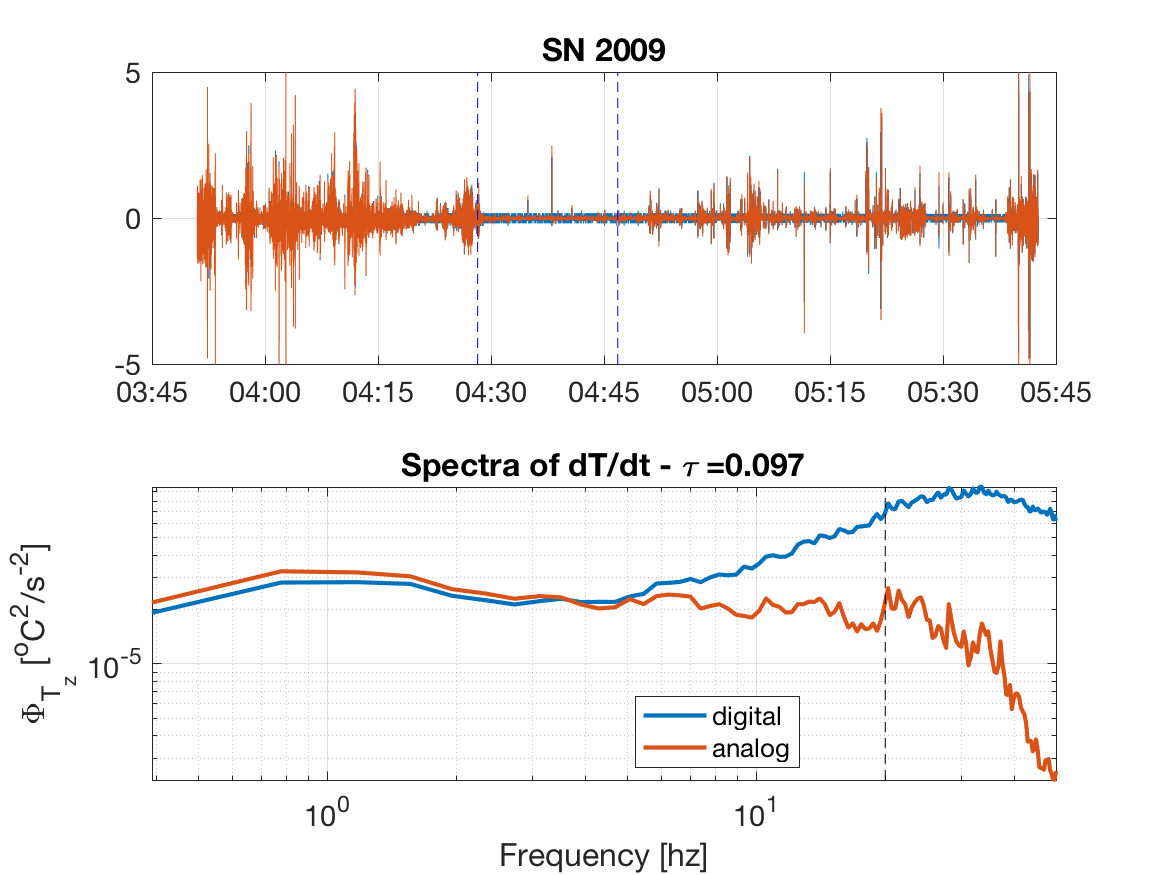 SN 2009
5
0
-5
03:45 04:00 04:15 04:30 04:45 05:00 05:15 05:30 05:45
Spectra of dT/dt - τ =0.097
Φ_T_z [°C²/s⁻²]
10⁻⁵
digital
analog
10⁰ 10¹
Frequency [hz]